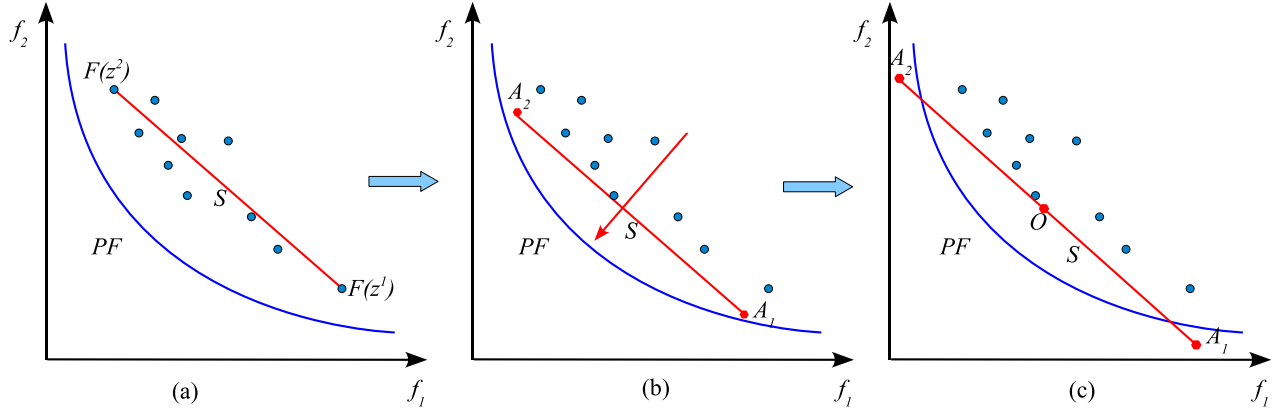 f₂
F(z²)
S
PF
F(z¹)
f₁
(a)
f₂
A₂
S
PF
A₁
f₁
(b)
f₂
A₂
O
S
PF
A₁
f₁
(c)